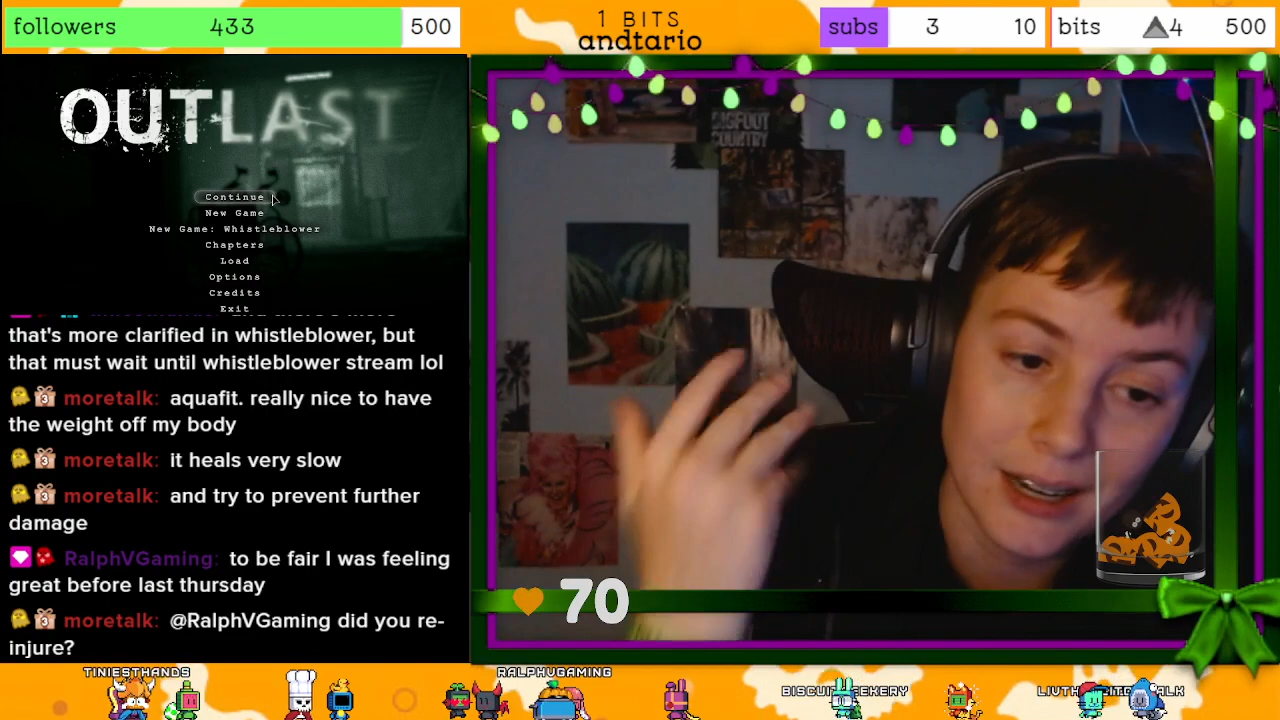 followers 433 500
1 BITS
andtario
subs 3 10
bits 4 500
OUTLAST
Continue
New Game
New Game: Whistleblower
Chapters
Load
Options
Credits
Exit
that's more clarified in whistleblower, but
that must wait until whistleblower stream lol
moretalk: aquafit. really nice to have
the weight off my body
moretalk: it heals very slow
moretalk: and try to prevent further
damage
RalphVGaming: to be fair I was feeling
great before last thursday
moretalk: @RalphVGaming did you re-
injure?
BIGFOOT
COUNTRY
70
TINIESTHANDS
RALPHVGAMING